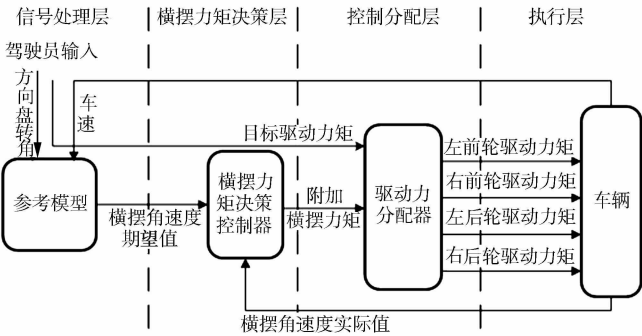 信号处理层
横摆力矩决策层
控制分配层
执行层
驾驶员输入
方向盘转角
车速
目标驱动力矩
参考模型
横摆角速度
期望值
横摆力
矩决策
控制器
附加
横摆力矩
驱动力
分配器
左前轮驱动力矩
右前轮驱动力矩
左后轮驱动力矩
右后轮驱动力矩
车辆
横摆角速度实际值